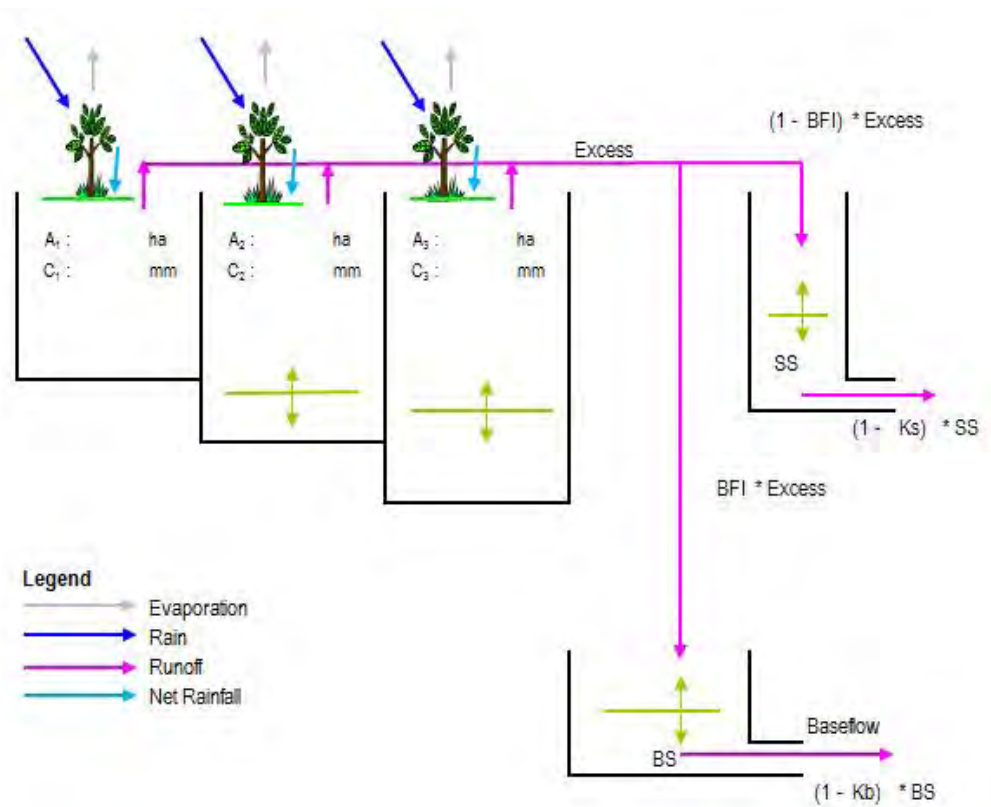 (1 - BFI) * Excess
Excess
A₁ : ha
C₁ : mm
A₂ : ha
C₂ : mm
A₃ : ha
C₃ : mm
SS
(1 - Ks) * SS
BFI * Excess
Legend
Evaporation
Rain
Runoff
Net Rainfall
Baseflow
BS
(1 - Kb) * BS